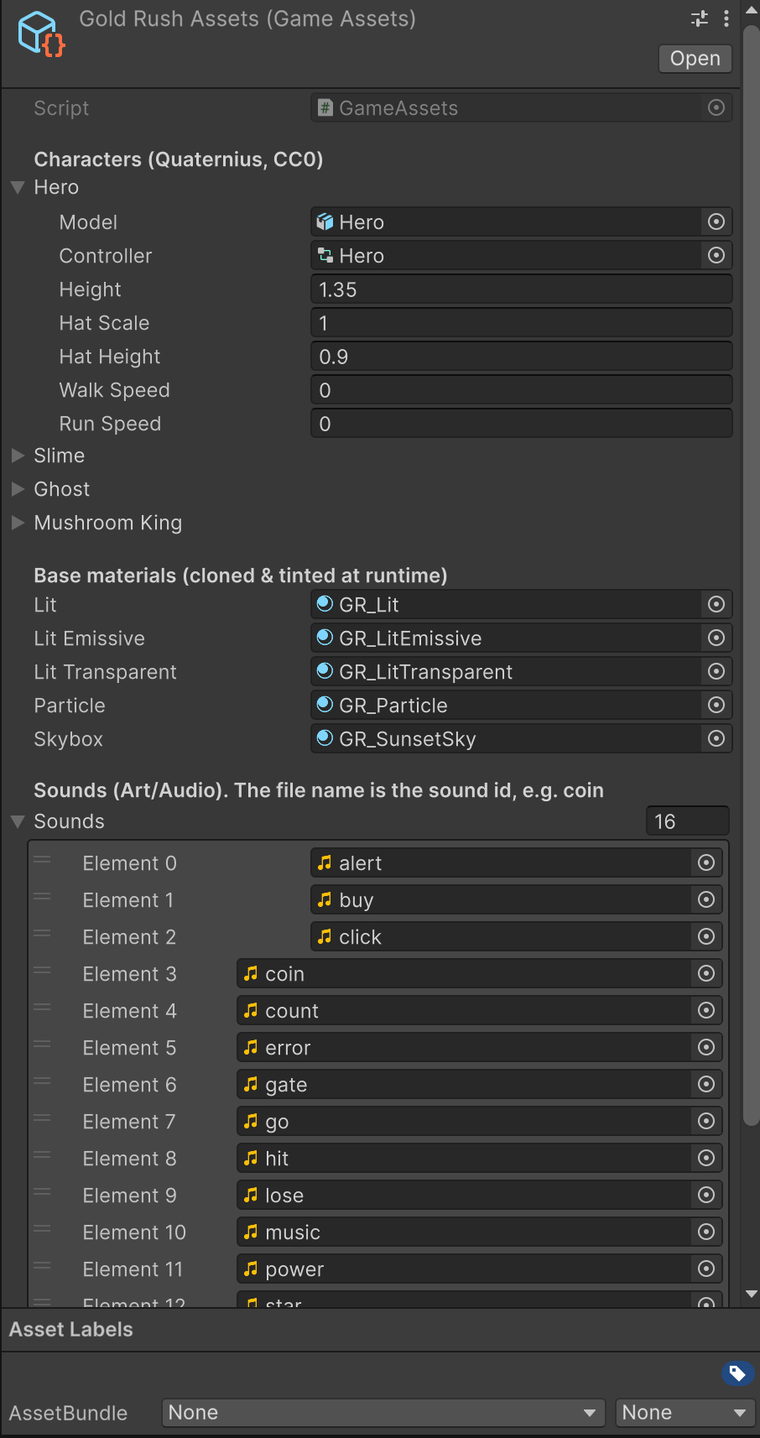 Gold Rush Assets (Game Assets)
Open
Script GameAssets
Characters (Quaternius, CC0)
Hero
Model Hero
Controller Hero
Height 1.35
Hat Scale 1
Hat Height 0.9
Walk Speed 0
Run Speed 0
Slime
Ghost
Mushroom King
Base materials (cloned & tinted at runtime)
Lit GR_Lit
Lit Emissive GR_LitEmissive
Lit Transparent GR_LitTransparent
Particle GR_Particle
Skybox GR_SunsetSky
Sounds (Art/Audio). The file name is the sound id, e.g. coin
Sounds 16
Element 0 alert
Element 1 buy
Element 2 click
Element 3 coin
Element 4 count
Element 5 error
Element 6 gate
Element 7 go
Element 8 hit
Element 9 lose
Element 10 music
Element 11 power
Element 12 star
Asset Labels
AssetBundle None None